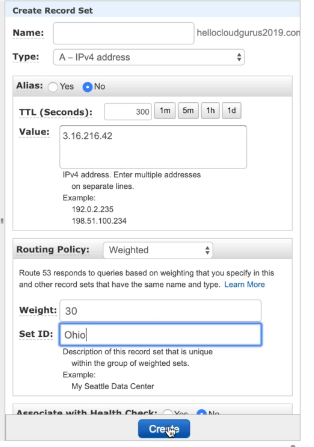 Create Record Set
Name: hellocloudgurus2019.com
Type: A – IPv4 address
Alias: Yes No
TTL (Seconds): 300 1m 5m 1h 1d
Value: 3.16.216.42
IPv4 address. Enter multiple addresses
on separate lines.
Example:
192.0.2.235
198.51.100.234
Routing Policy: Weighted
Route 53 responds to queries based on weighting that you specify in this
and other record sets that have the same name and type. Learn More
Weight: 30
Set ID: Ohio
Description of this record set that is unique
within the group of weighted sets.
Example:
My Seattle Data Center
Associate with Health Check: Yes No
Create